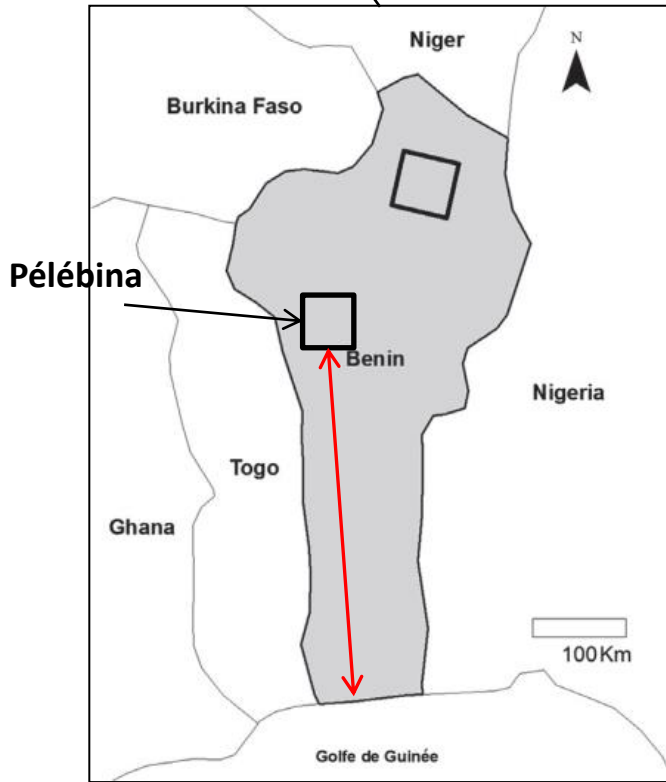 Niger
N
Burkina Faso
Pélébina
Benin
Nigeria
Togo
Ghana
100Km
Golfe de Guinée